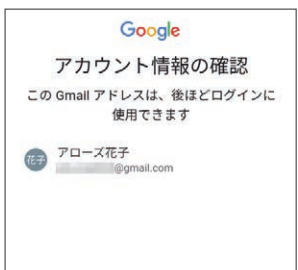 Google
アカウント情報の確認
この Gmail アドレスは、後ほどログインに
使用できます
花子
アローズ花子
@gmail.com